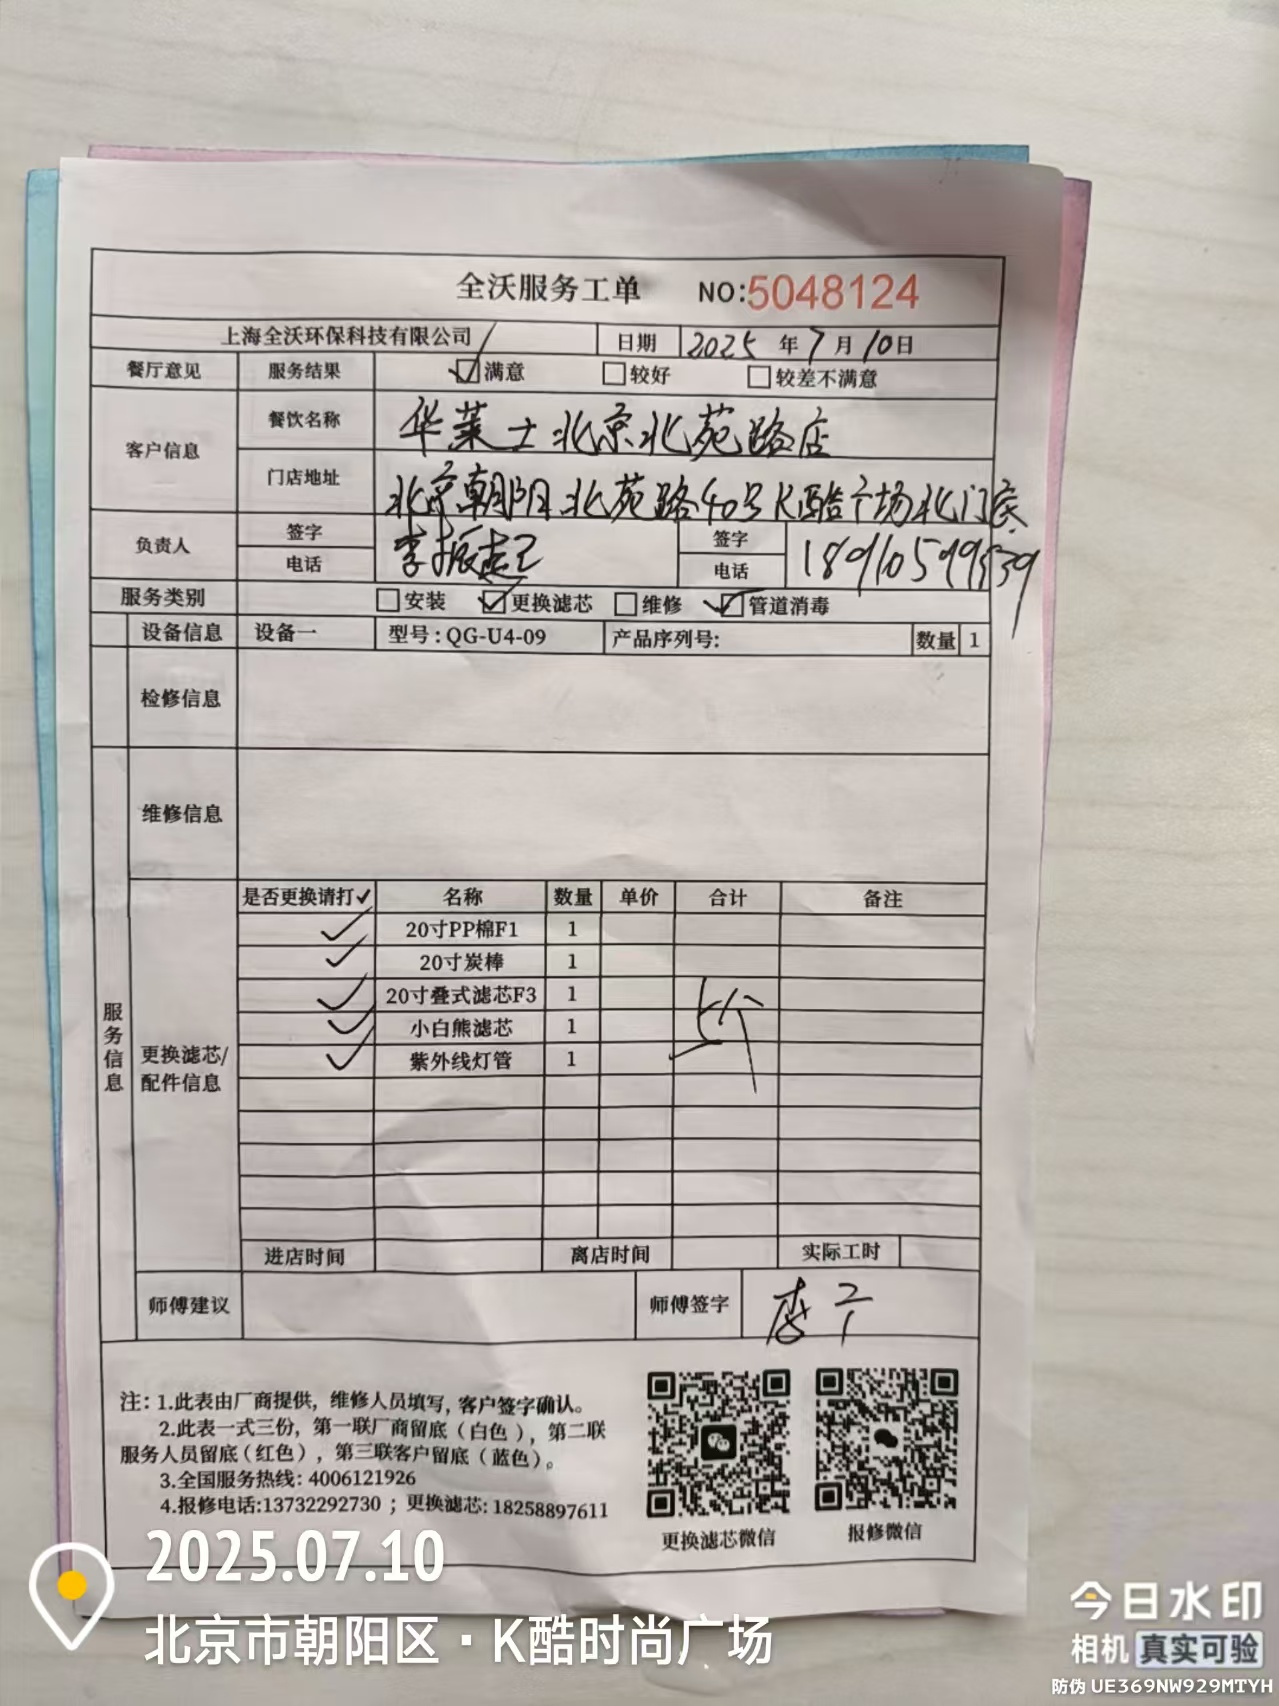 全沃服务工单 NO:5048124
上海全沃环保科技有限公司 日期 2025 年 7 月 10 日
餐厅意见 服务结果 ☑满意 □较好 □较差不满意
客户信息 餐饮名称 华莱士北京北苑路店
门店地址 北京朝阳北苑路40号K酷广场北门
负责人 签字 李振起 签字
电话 电话
服务类别 □安装 ☑更换滤芯 □维修 ☑管道消毒
设备信息 设备一 型号:QG-U4-09 产品序列号: 数量 1
检修信息
维修信息
服务信息
更换滤芯/配件信息
是否更换请打✓ 名称 数量 单价 合计 备注
✓ 20寸PP棉F1 1
✓ 20寸炭棒 1
✓ 20寸叠式滤芯F3 1
✓ 小白熊滤芯 1
✓ 紫外线灯管 1
进店时间 离店时间 实际工时
师傅建议 师傅签字
注: 1.此表由厂商提供，维修人员填写，客户签字确认。
2.此表一式三份，第一联厂商留底（白色），第二联
服务人员留底（红色），第三联客户留底（蓝色）。
3.全国服务热线: 4006121926
4.报修电话:13732292730 ；更换滤芯: 18258897611
更换滤芯微信 报修微信
2025.07.10
北京市朝阳区·K酷时尚广场
今日水印
相机 真实可验
防伪 UE369NW929MTYH